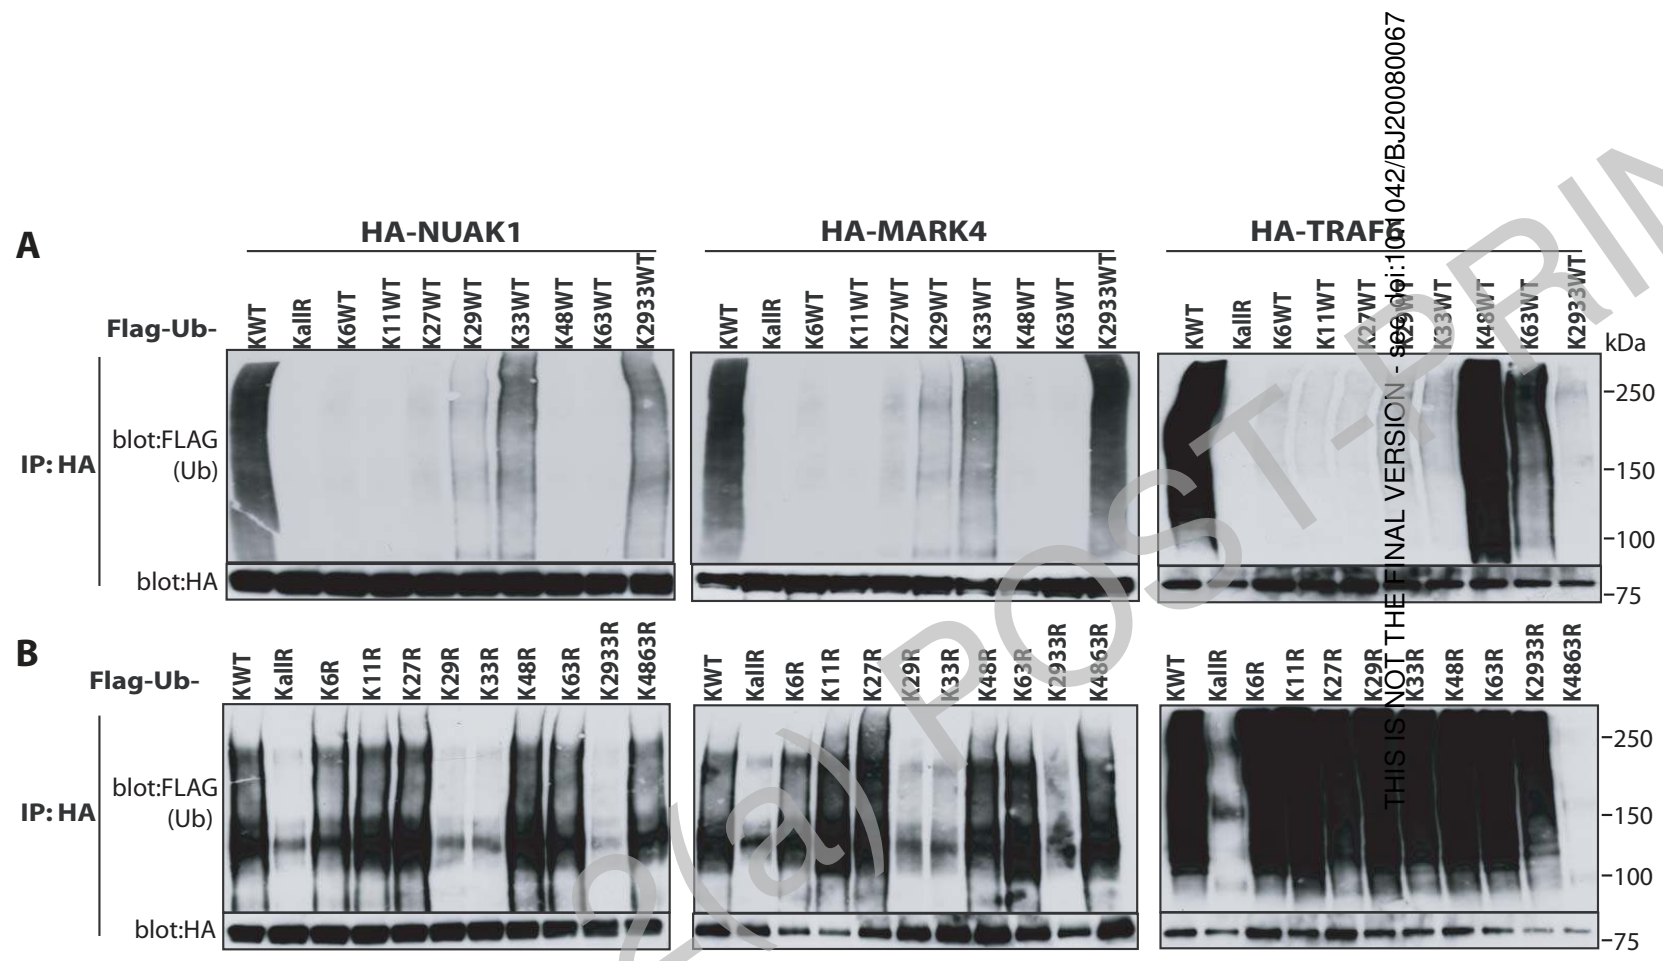 THIS IS NOT THE FINAL VERSION - see doi:10.1042/BJ20080067
2(a) POST-PRIN
A
HA-NUAK1 HA-MARK4 HA-TRAF6
Flag-Ub- KWT KallR K6WT K11WT K27WT K29WT K33WT K48WT K63WT K2933WT KWT KallR K6WT K11WT K27WT K29WT K33WT K48WT K63WT K2933WT KWT KallR K6WT K11WT K27WT K29WT K33WT K48WT K63WT K2933WT
kDa
IP: HA
blot:FLAG
(Ub)
blot:HA
250
150
100
75
B
Flag-Ub- KWT KallR K6R K11R K27R K29R K33R K48R K63R K2933R K4863R KWT KallR K6R K11R K27R K29R K33R K48R K63R K2933R K4863R KWT KallR K6R K11R K27R K29R K33R K48R K63R K2933R K4863R
IP: HA
blot:FLAG
(Ub)
blot:HA
250
150
100
75